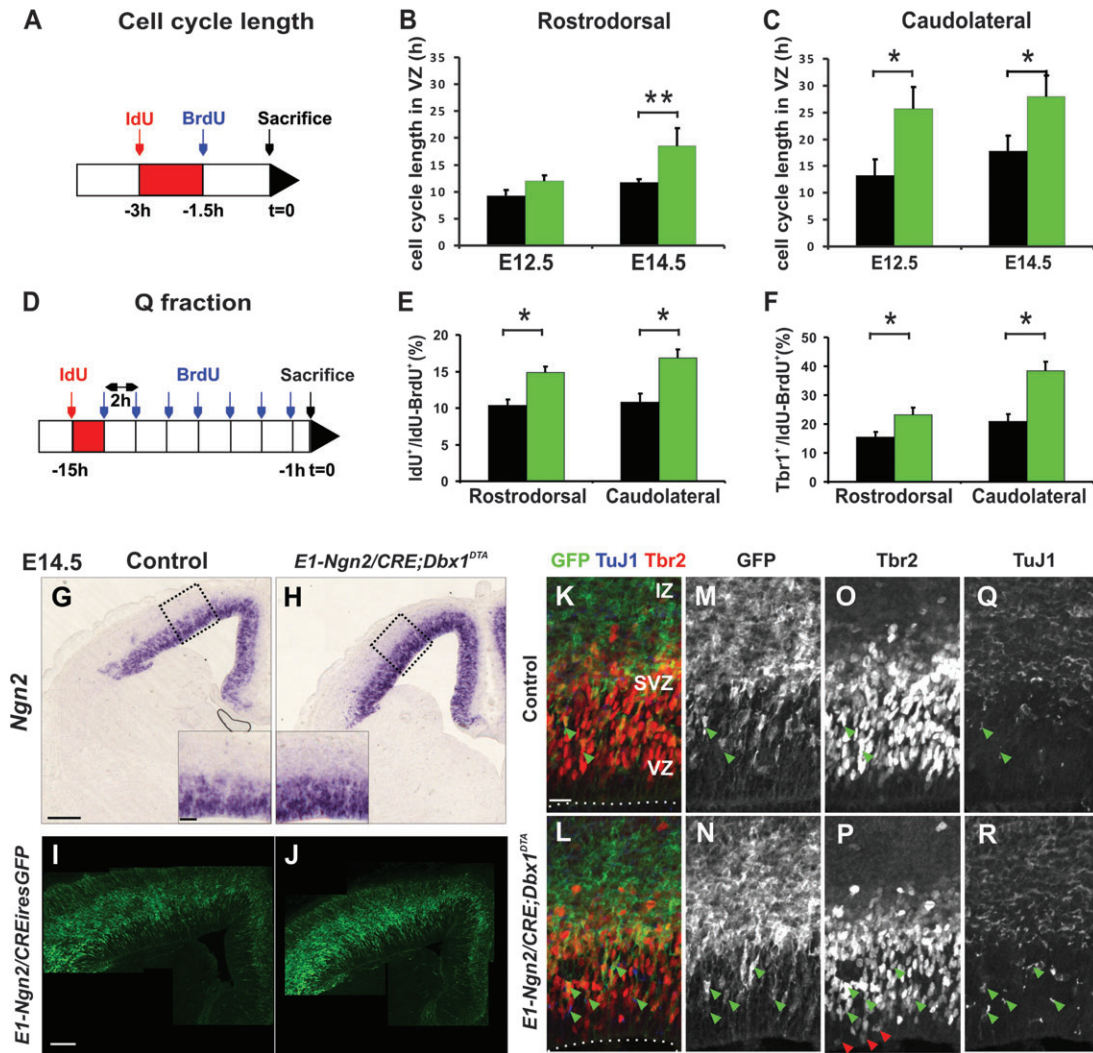 A Cell cycle length
IdU BrdU Sacrifice
-3h -1.5h t=0
B Rostrodorsal
cell cycle length in VZ (h)
35
30
25
20
15
10
5
0
**
E12.5 E14.5
C Caudolateral
cell cycle length in VZ (h)
35
30
25
20
15
10
5
0
* *
E12.5 E14.5
D Q fraction
IdU BrdU Sacrifice
2h
-15h -1h t=0
E
IdU⁺/IdU-BrdU⁺(%)
20
15
10
5
0
* *
Rostrodorsal Caudolateral
F
Tbr1⁺/IdU-BrdU⁺(%)
50
40
30
20
10
0
* *
Rostrodorsal Caudolateral
E14.5 Control E1-Ngn2/CRE;Dbx1ᴰᵀᴬ
Ngn2
G H
E1-Ngn2/CREiresGFP
I J
GFP TuJ1 Tbr2 GFP Tbr2 TuJ1
Control
K IZ M O Q
SVZ
VZ
E1-Ngn2/CRE;Dbx1ᴰᵀᴬ
L N P R